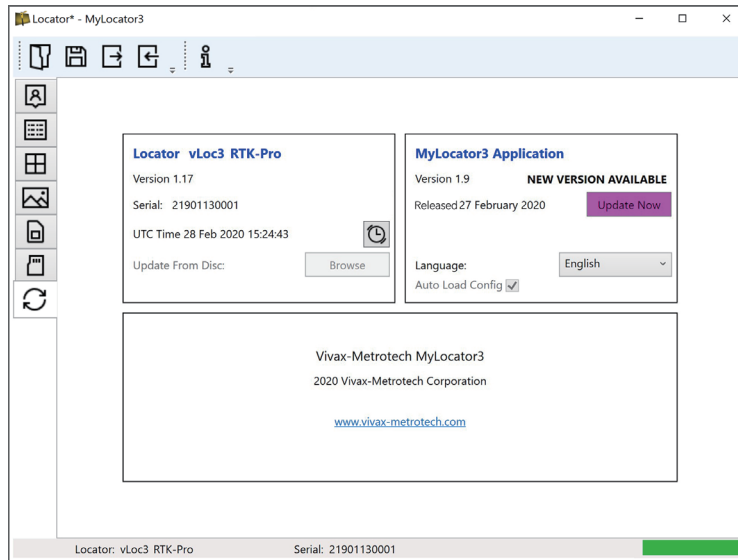 Locator* - MyLocator3
Locator vLoc3 RTK-Pro
Version 1.17
Serial: 21901130001
UTC Time 28 Feb 2020 15:24:43
Update From Disc: Browse
MyLocator3 Application
Version 1.9 NEW VERSION AVAILABLE
Released 27 February 2020 Update Now
Language: English
Auto Load Config
Vivax-Metrotech MyLocator3
2020 Vivax-Metrotech Corporation
www.vivax-metrotech.com
Locator: vLoc3 RTK-Pro Serial: 21901130001